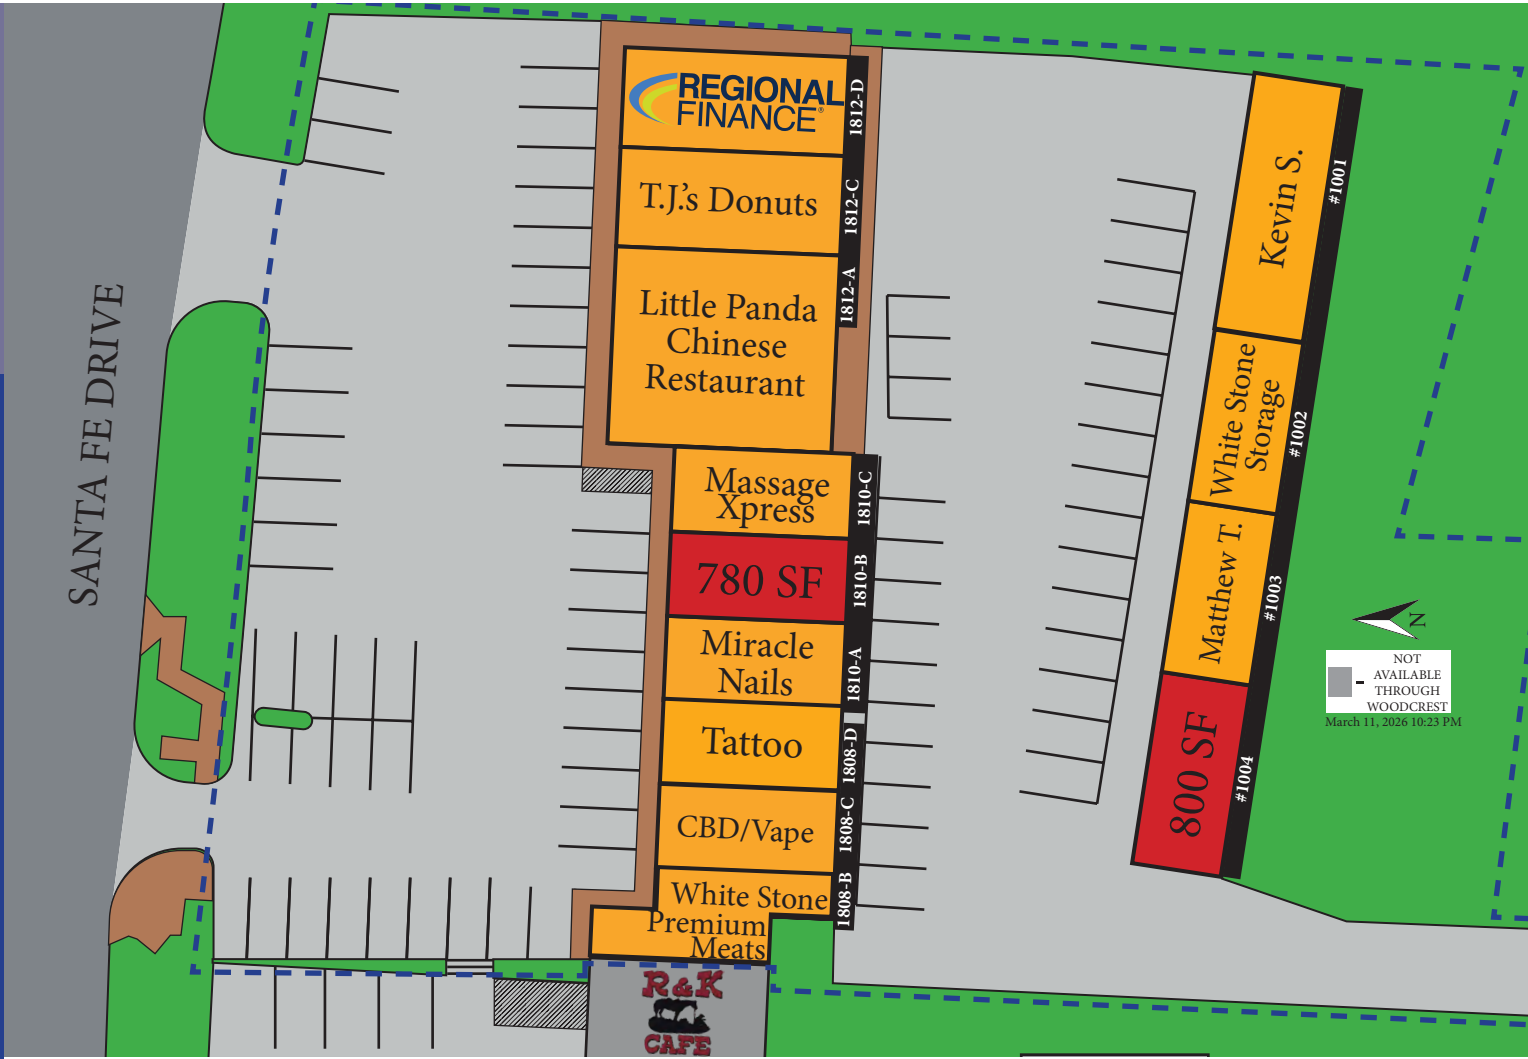 REGIONAL
FINANCE®
1812-D
T.J.'s Donuts
1812-C
Little Panda
Chinese
Restaurant
1812-A
Massage
Xpress
1810-C
780 SF
1810-B
Miracle
Nails
1810-A
Tattoo
1808-D
CBD/Vape
1808-C
White Stone
Premium
Meats
1808-B
R&K
CAFE
SANTA FE DRIVE
Kevin S.
#1001
White Stone
Storage
#1002
Matthew T.
#1003
800 SF
#1004
N
NOT
AVAILABLE
THROUGH
WOODCREST
March 11, 2026 10:23 PM